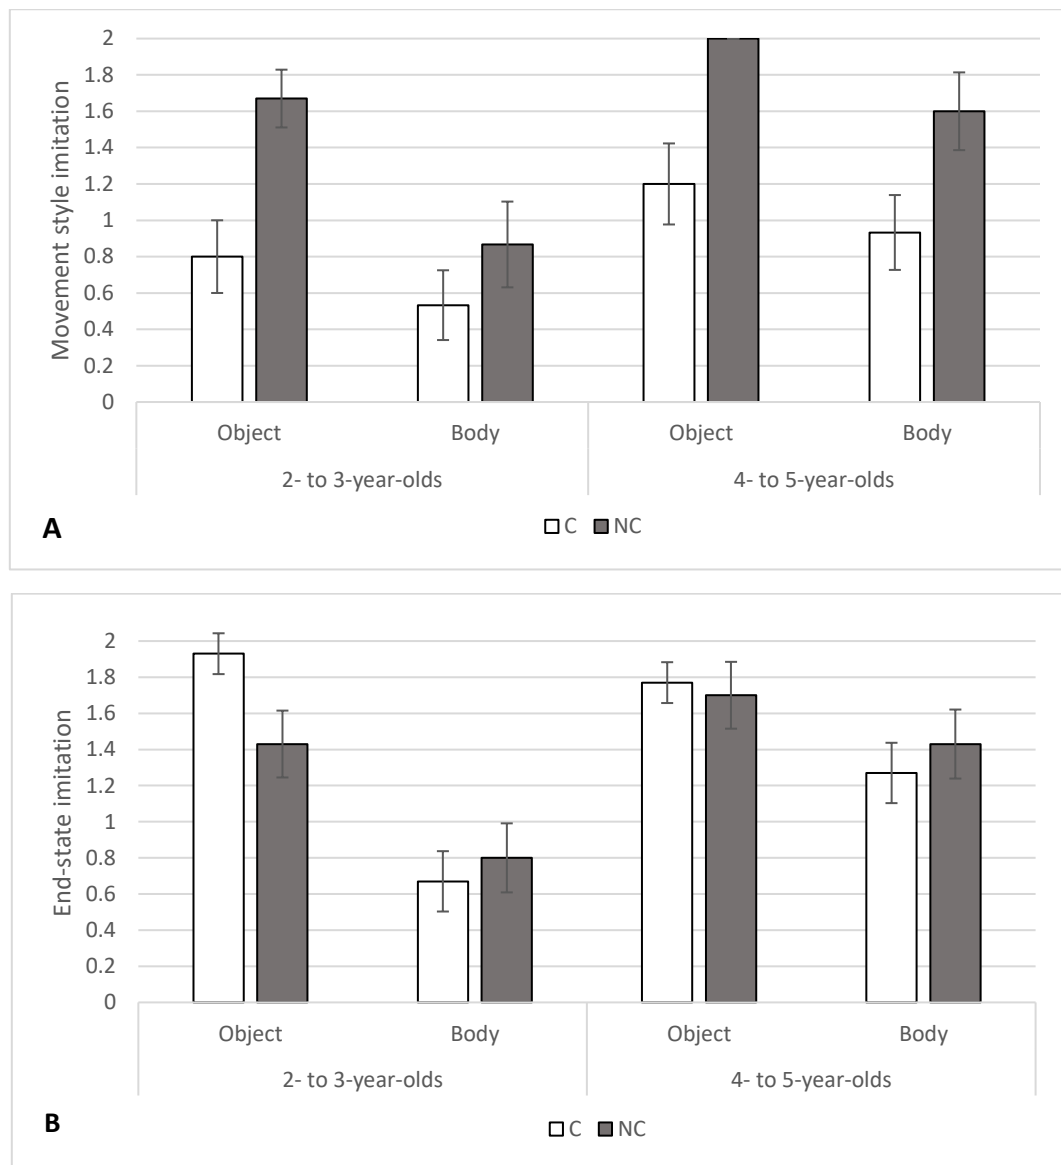 Movement style imitation
2
1.8
1.6
1.4
1.2
1
0.8
0.6
0.4
0.2
0
Object Body Object Body
2- to 3-year-olds 4- to 5-year-olds
A
C NC
End-state imitation
2
1.8
1.6
1.4
1.2
1
0.8
0.6
0.4
0.2
0
Object Body Object Body
2- to 3-year-olds 4- to 5-year-olds
B
C NC